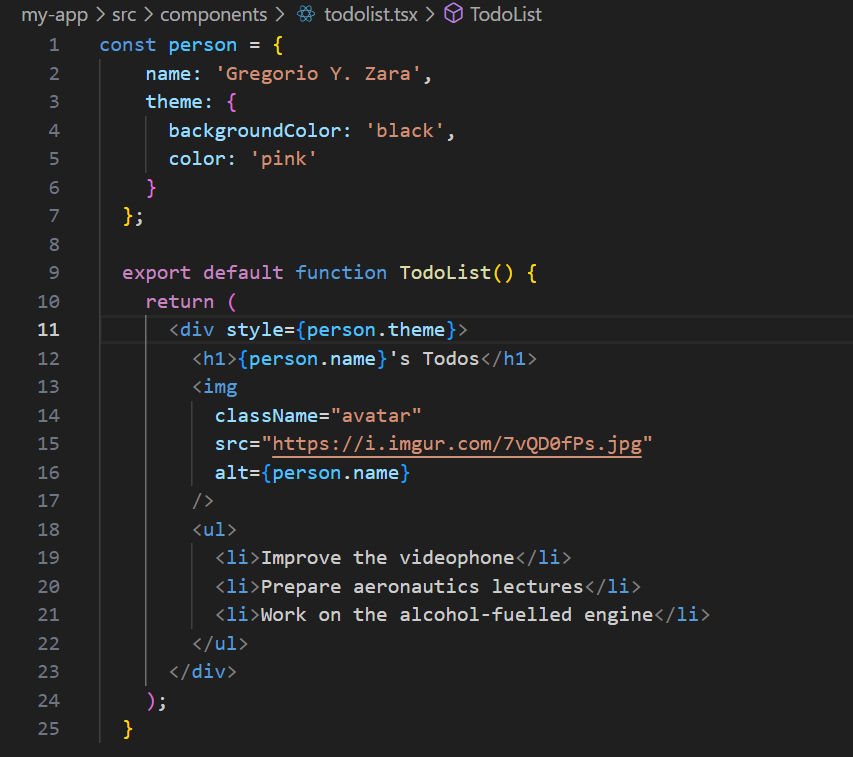 my-app > src > components > todolist.tsx > TodoList
1 const person = {
2     name: 'Gregorio Y. Zara',
3     theme: {
4       backgroundColor: 'black',
5       color: 'pink'
6     }
7   };
8
9   export default function TodoList() {
10     return (
11       <div style={person.theme}>
12         <h1>{person.name}'s Todos</h1>
13         <img
14           className="avatar"
15           src="https://i.imgur.com/7vQD0fPs.jpg"
16           alt={person.name}
17         />
18         <ul>
19           <li>Improve the videophone</li>
20           <li>Prepare aeronautics lectures</li>
21           <li>Work on the alcohol-fuelled engine</li>
22         </ul>
23       </div>
24     );
25   }